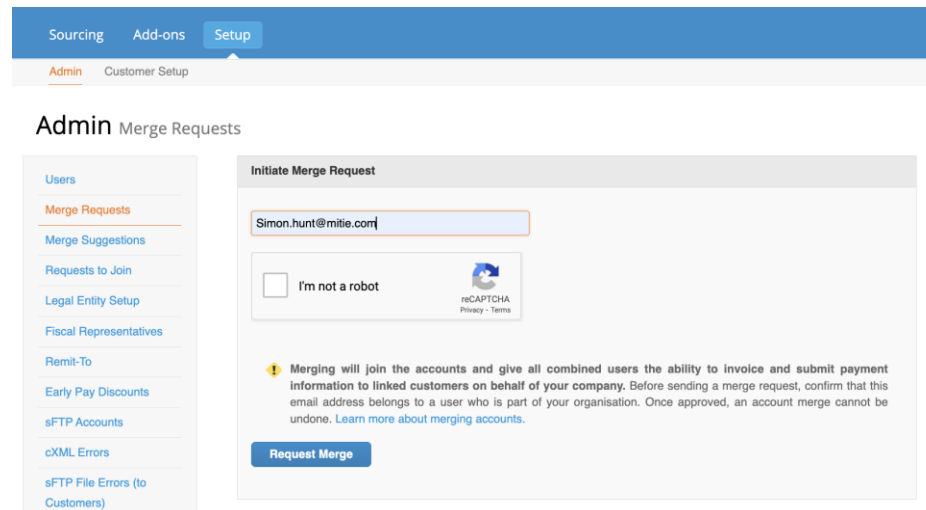 Sourcing Add-ons Setup
Admin Customer Setup
Admin Merge Requests
Users
Merge Requests
Merge Suggestions
Requests to Join
Legal Entity Setup
Fiscal Representatives
Remit-To
Early Pay Discounts
sFTP Accounts
cXML Errors
sFTP File Errors (to
Customers)
Initiate Merge Request
Simon.hunt@mitie.com
I'm not a robot
reCAPTCHA
Privacy - Terms
Merging will join the accounts and give all combined users the ability to invoice and submit payment
information to linked customers on behalf of your company. Before sending a merge request, confirm that this
email address belongs to a user who is part of your organisation. Once approved, an account merge cannot be
undone. Learn more about merging accounts.
Request Merge